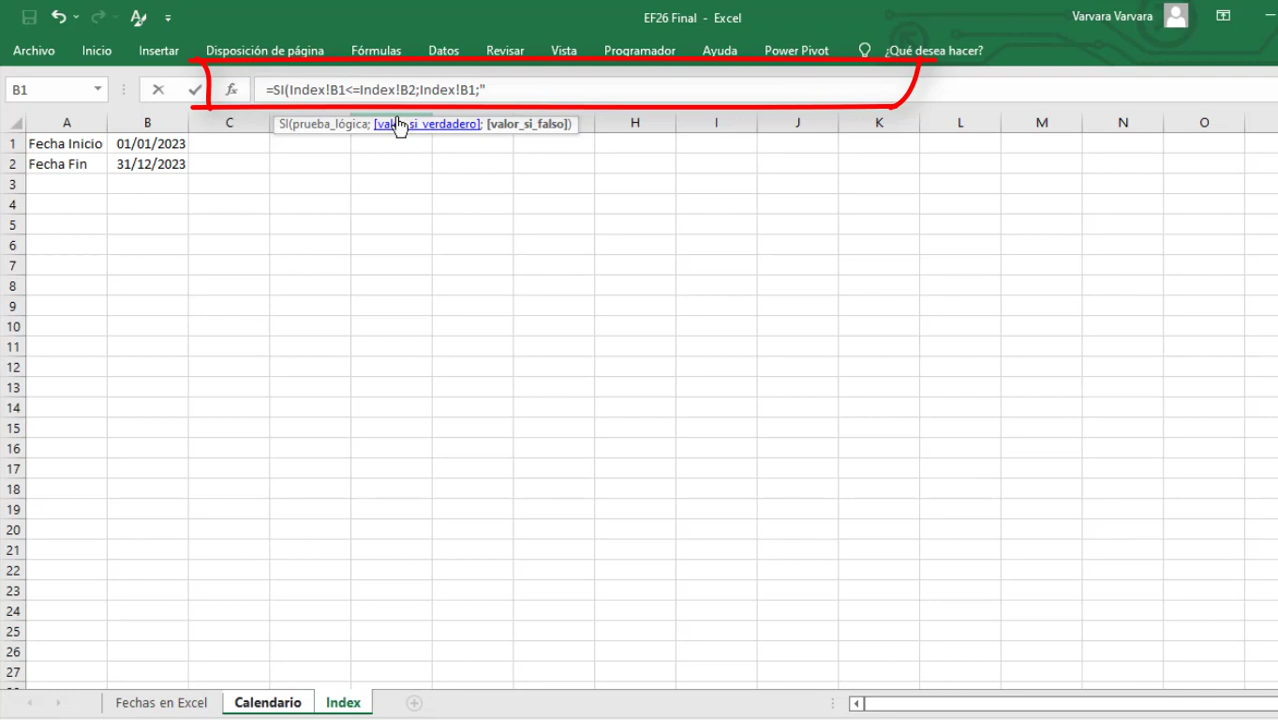 EF26 Final - Excel
Varvara Varvara
Archivo Inicio Insertar Disposición de página Fórmulas Datos Revisar Vista Programador Ayuda Power Pivot ¿Qué desea hacer?
B1 fx =SI(Index!B1<=Index!B2;Index!B1;"
SI(prueba_lógica; [valor_si_verdadero]; [valor_si_falso])
A B C H I J K L M N O
1 Fecha Inicio 01/01/2023
2 Fecha Fin 31/12/2023
3
4
5
6
7
8
9
10
11
12
13
14
15
16
17
18
19
20
21
22
23
24
25
26
27
Fechas en Excel Calendario Index